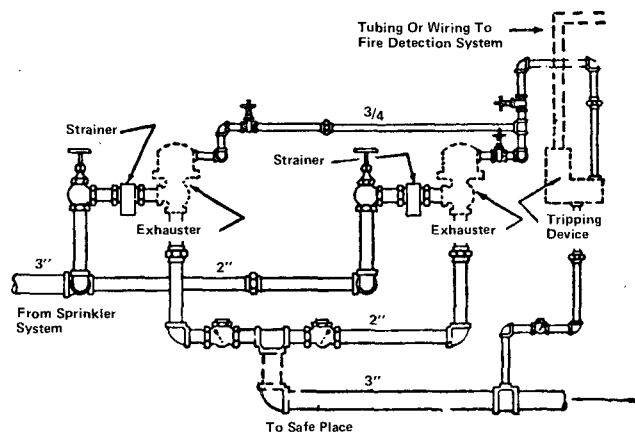 Tubing Or Wiring To
Fire Detection System
3/4
Strainer
Strainer
Exhauster
Exhauster
Tripping
Device
3"
2"
From Sprinkler
System
2"
3"
To Safe Place